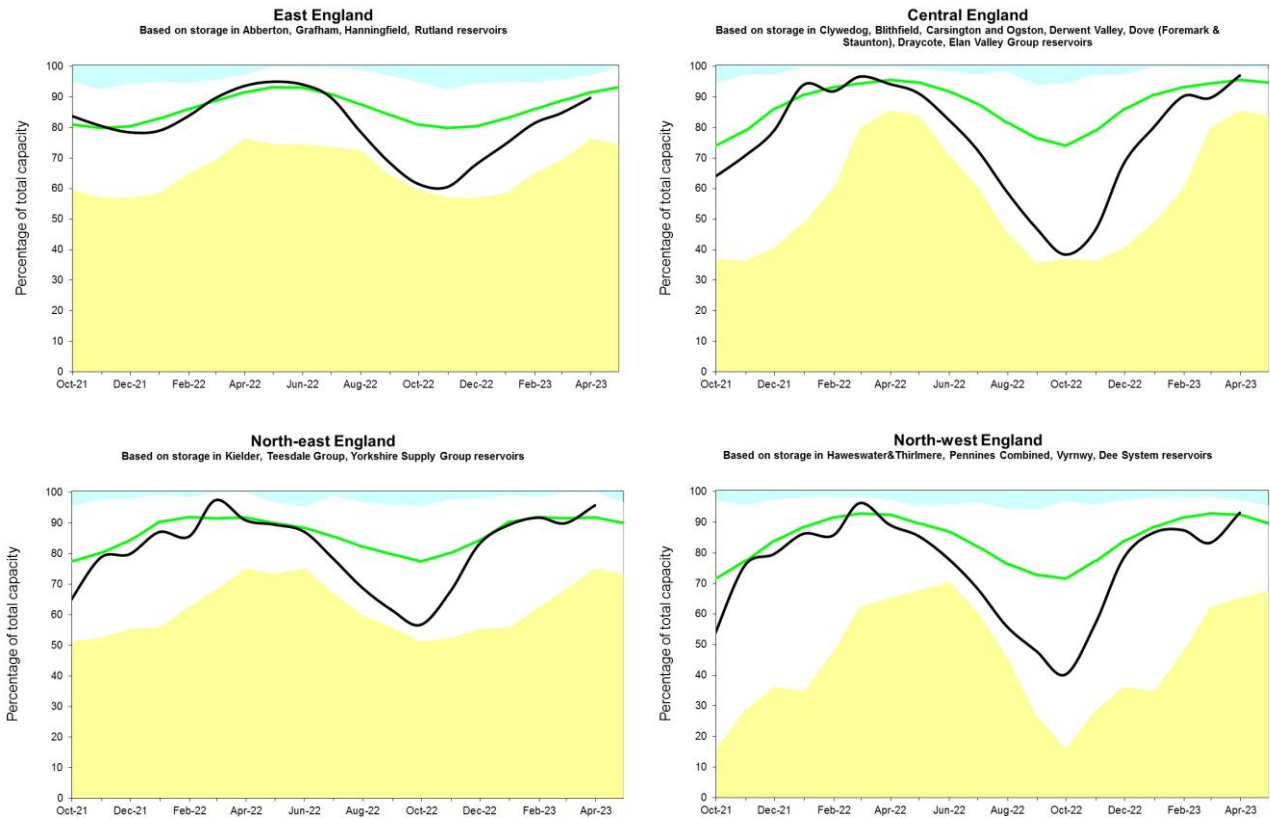 East England
Based on storage in Abberton, Grafham, Hanningfield, Rutland reservoirs
Percentage of total capacity
100
90
80
70
60
50
40
30
20
10
0
Oct-21 Dec-21 Feb-22 Apr-22 Jun-22 Aug-22 Oct-22 Dec-22 Feb-23 Apr-23
Central England
Based on storage in Clywedog, Blithfield, Carsington and Ogston, Derwent Valley, Dove (Foremark &
Staunton), Draycote, Elan Valley Group reservoirs
Percentage of total capacity
100
90
80
70
60
50
40
30
20
10
0
Oct-21 Dec-21 Feb-22 Apr-22 Jun-22 Aug-22 Oct-22 Dec-22 Feb-23 Apr-23
North-east England
Based on storage in Kielder, Teesdale Group, Yorkshire Supply Group reservoirs
Percentage of total capacity
100
90
80
70
60
50
40
30
20
10
0
Oct-21 Dec-21 Feb-22 Apr-22 Jun-22 Aug-22 Oct-22 Dec-22 Feb-23 Apr-23
North-west England
Based on storage in Haweswater&Thirlmere, Pennines Combined, Vyrnwy, Dee System reservoirs
Percentage of total capacity
100
90
80
70
60
50
40
30
20
10
0
Oct-21 Dec-21 Feb-22 Apr-22 Jun-22 Aug-22 Oct-22 Dec-22 Feb-23 Apr-23